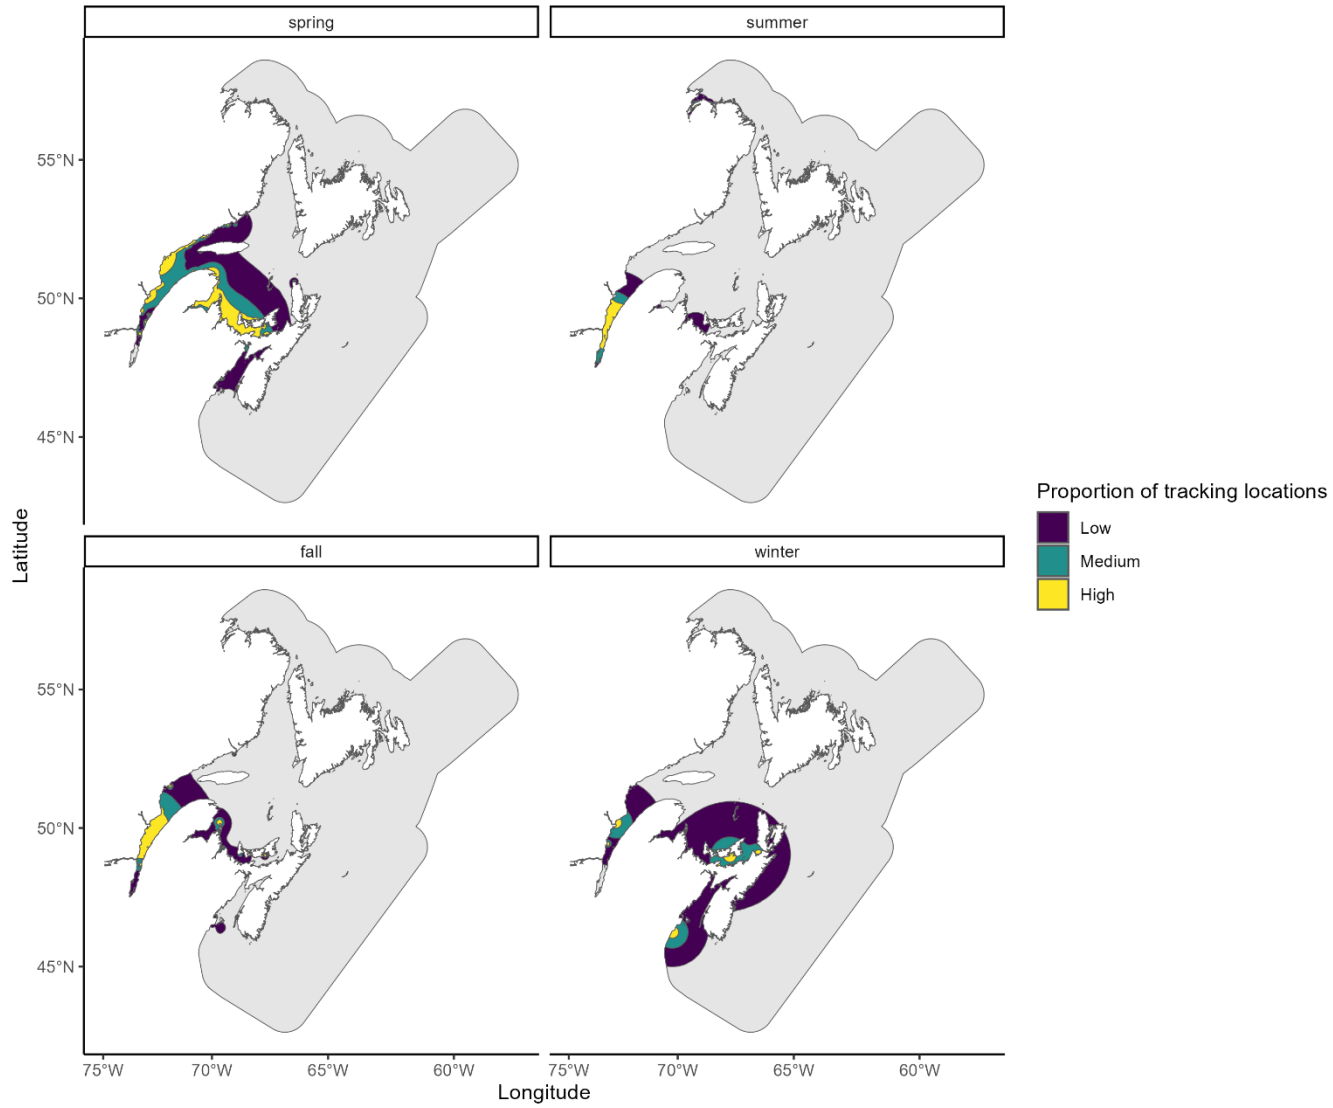 spring
summer
55°N
50°N
45°N
fall
winter
55°N
50°N
45°N
75°W
70°W
65°W
60°W
75°W
70°W
65°W
60°W
Longitude
Latitude
Proportion of tracking locations
Low
Medium
High